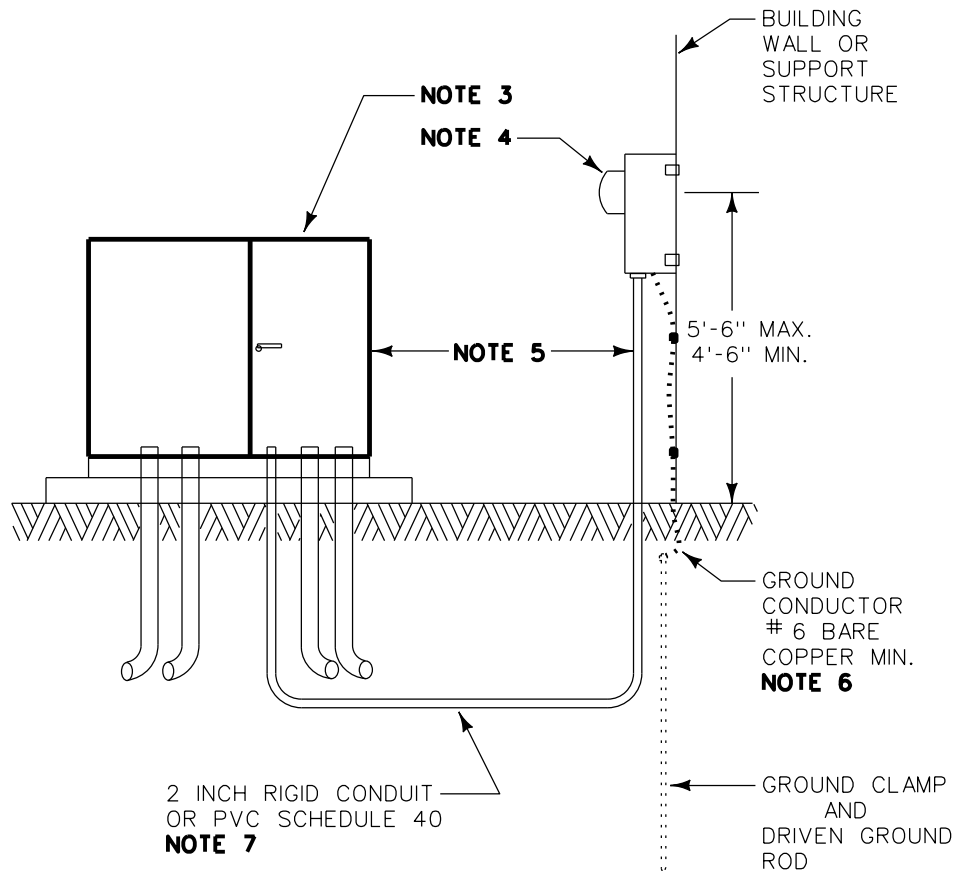 BUILDING
WALL OR
SUPPORT
STRUCTURE
NOTE 3
NOTE 4
5'-6" MAX.
4'-6" MIN.
NOTE 5
GROUND
CONDUCTOR
# 6 BARE
COPPER MIN.
NOTE 6
2 INCH RIGID CONDUIT
OR PVC SCHEDULE 40
NOTE 7
GROUND CLAMP
AND
DRIVEN GROUND
ROD